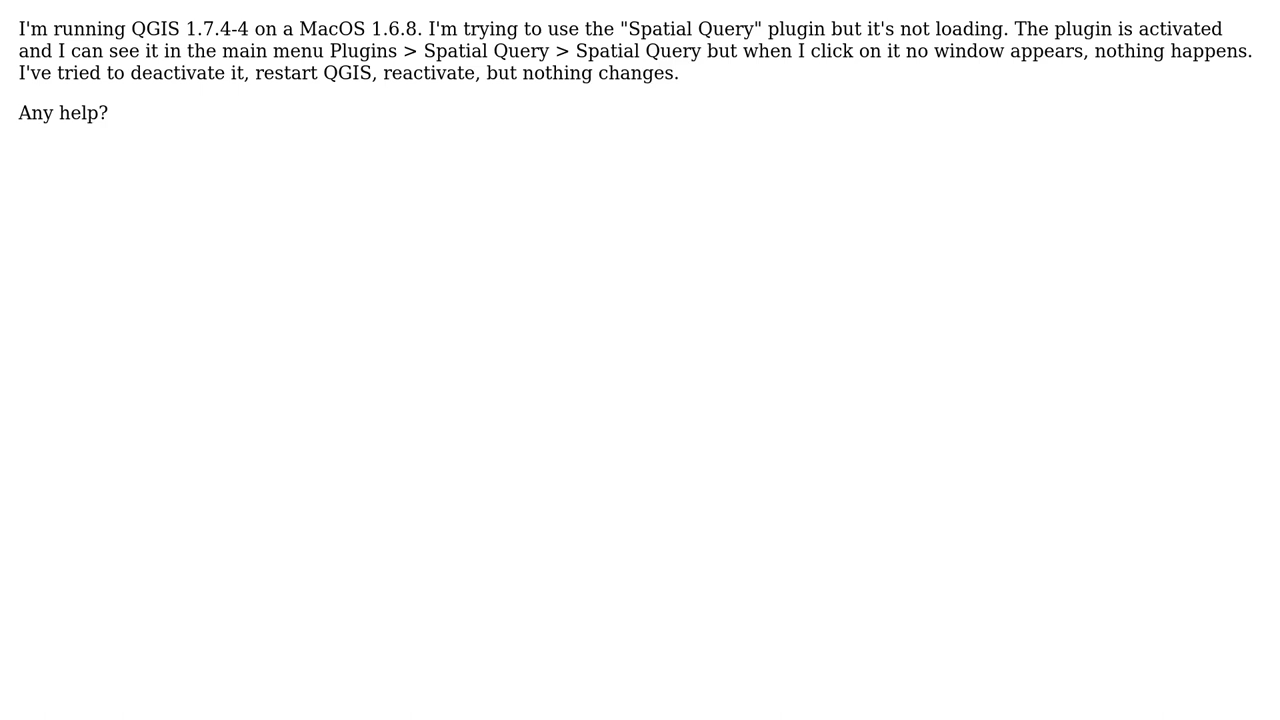 I'm running QGIS 1.7.4-4 on a MacOS 1.6.8. I'm trying to use the "Spatial Query" plugin but it's not loading. The plugin is activated
and I can see it in the main menu Plugins > Spatial Query > Spatial Query but when I click on it no window appears, nothing happens.
I've tried to deactivate it, restart QGIS, reactivate, but nothing changes.
Any help?